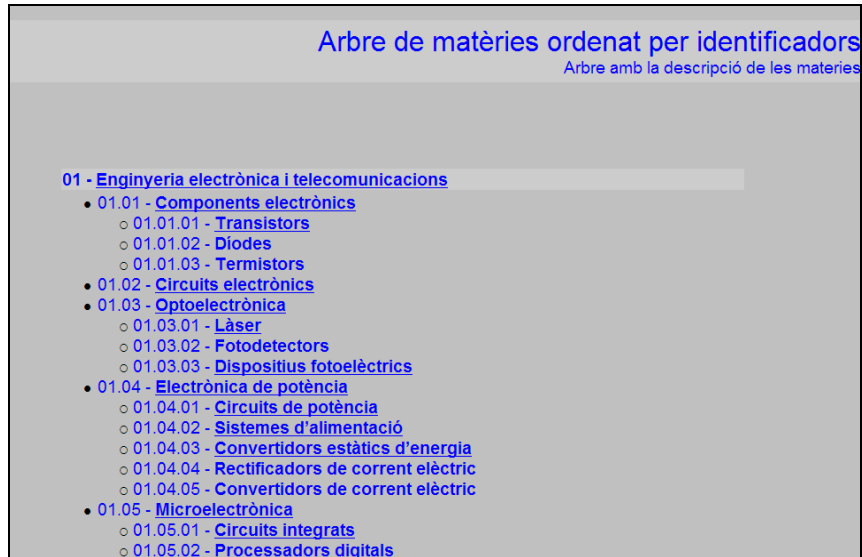 Arbre de matèries ordenat per identificadors
Arbre amb la descripció de les materies
01 - Enginyeria electrònica i telecomunicacions
● 01.01 - Components electrònics
○ 01.01.01 - Transistors
○ 01.01.02 - Díodes
○ 01.01.03 - Termistors
● 01.02 - Circuits electrònics
● 01.03 - Optoelectrònica
○ 01.03.01 - Làser
○ 01.03.02 - Fotodetectors
○ 01.03.03 - Dispositius fotoelèctrics
● 01.04 - Electrònica de potència
○ 01.04.01 - Circuits de potència
○ 01.04.02 - Sistemes d’alimentació
○ 01.04.03 - Convertidors estàtics d’energia
○ 01.04.04 - Rectificadors de corrent elèctric
○ 01.04.05 - Convertidors de corrent elèctric
● 01.05 - Microelectrònica
○ 01.05.01 - Circuits integrats
○ 01.05.02 - Processadors digitals